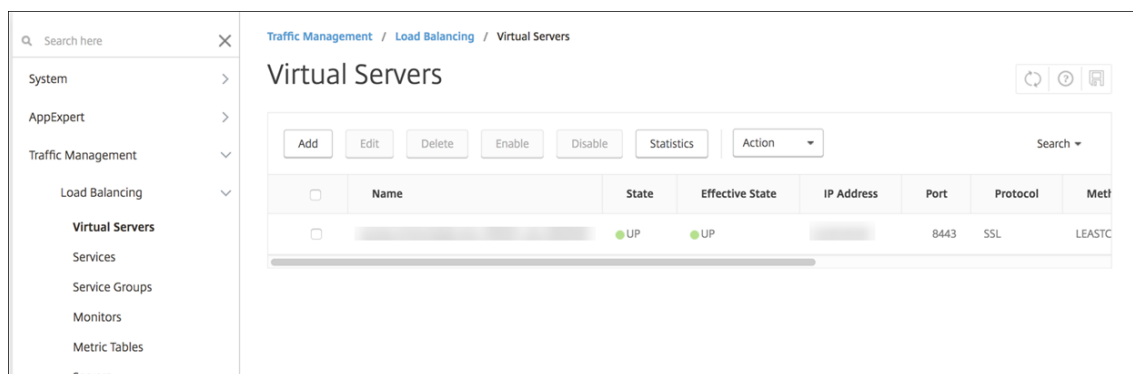 Search here
System
AppExpert
Traffic Management
Load Balancing
Virtual Servers
Services
Service Groups
Monitors
Metric Tables
Traffic Management / Load Balancing / Virtual Servers
Virtual Servers
Add Edit Delete Enable Disable Statistics Action Search
Name State Effective State IP Address Port Protocol Meth
UP UP 8443 SSL LEASTC